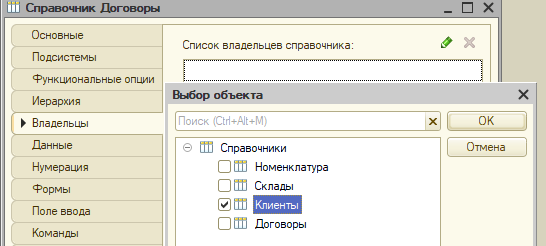 Справочник Договоры
Основные
Подсистемы
Функциональные опции
Иерархия
Владельцы
Данные
Нумерация
Формы
Поле ввода
Команды
Список владельцев справочника:
Выбор объекта
Поиск (Ctrl+Alt+M)
OK
Отмена
Справочники
Номенклатура
Склады
Клиенты
Договоры